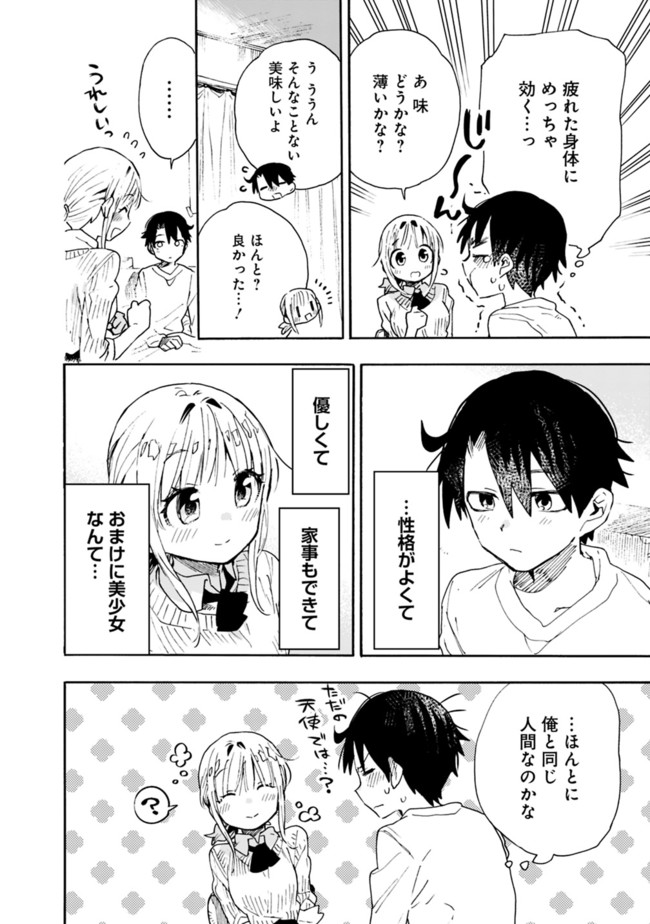 疲れた身体に
めっちゃ
効く…っ
じ〜〜ん
あ 味
どうかな?
薄いかな?
う ううん
そんなことない
美味しいよ
ほんと?
良かった…!
……
うれしいっ
…性格がよくて
優しくて
家事もできて
おまけに美少女
なんて…
…ほんとに
俺と同じ
人間なのかな
ただの
天使では…?
?